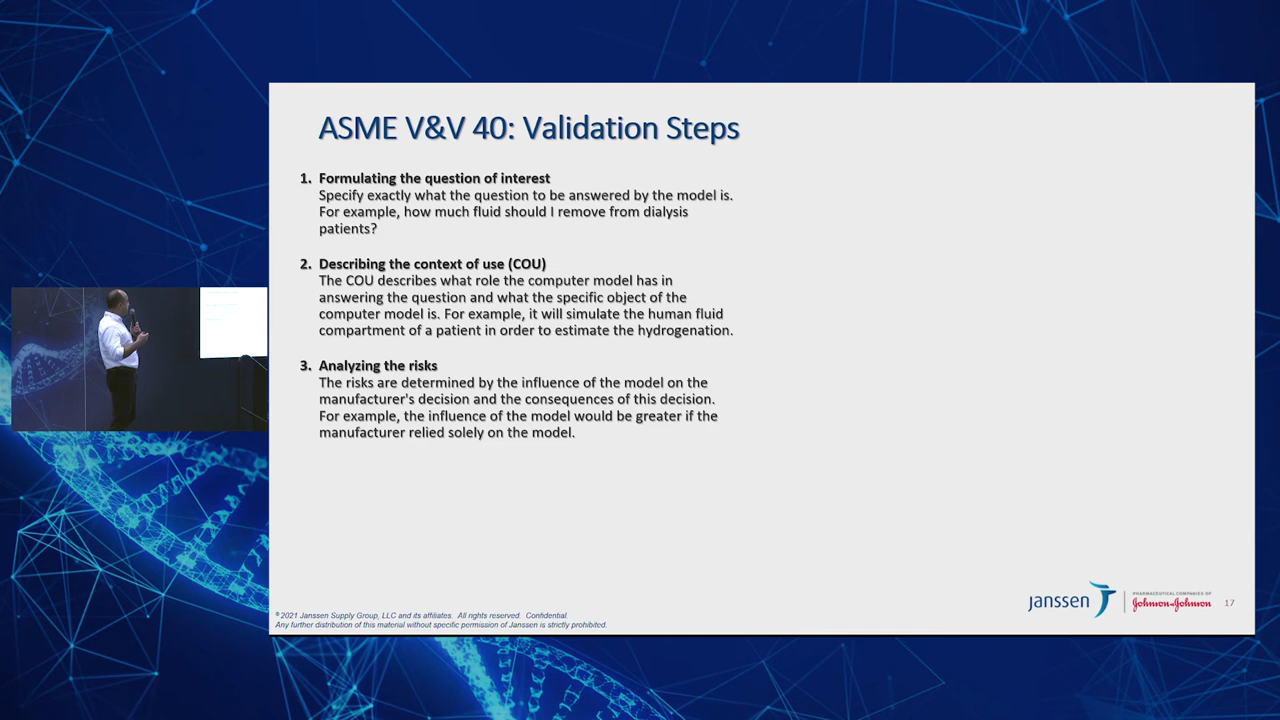 ASME V&V 40: Validation Steps
1. Formulating the question of interest
Specify exactly what the question to be answered by the model is.
For example, how much fluid should I remove from dialysis
patients?
2. Describing the context of use (COU)
The COU describes what role the computer model has in
answering the question and what the specific object of the
computer model is. For example, it will simulate the human fluid
compartment of a patient in order to estimate the hydrogenation.
3. Analyzing the risks
The risks are determined by the influence of the model on the
manufacturer's decision and the consequences of this decision.
For example, the influence of the model would be greater if the
manufacturer relied solely on the model.
© 2021 Janssen Supply Group, LLC and its affiliates. All rights reserved. Confidential.
Any further distribution of this material without specific permission of Janssen is strictly prohibited.
janssen
PHARMACEUTICAL COMPANIES OF
Johnson & Johnson
17